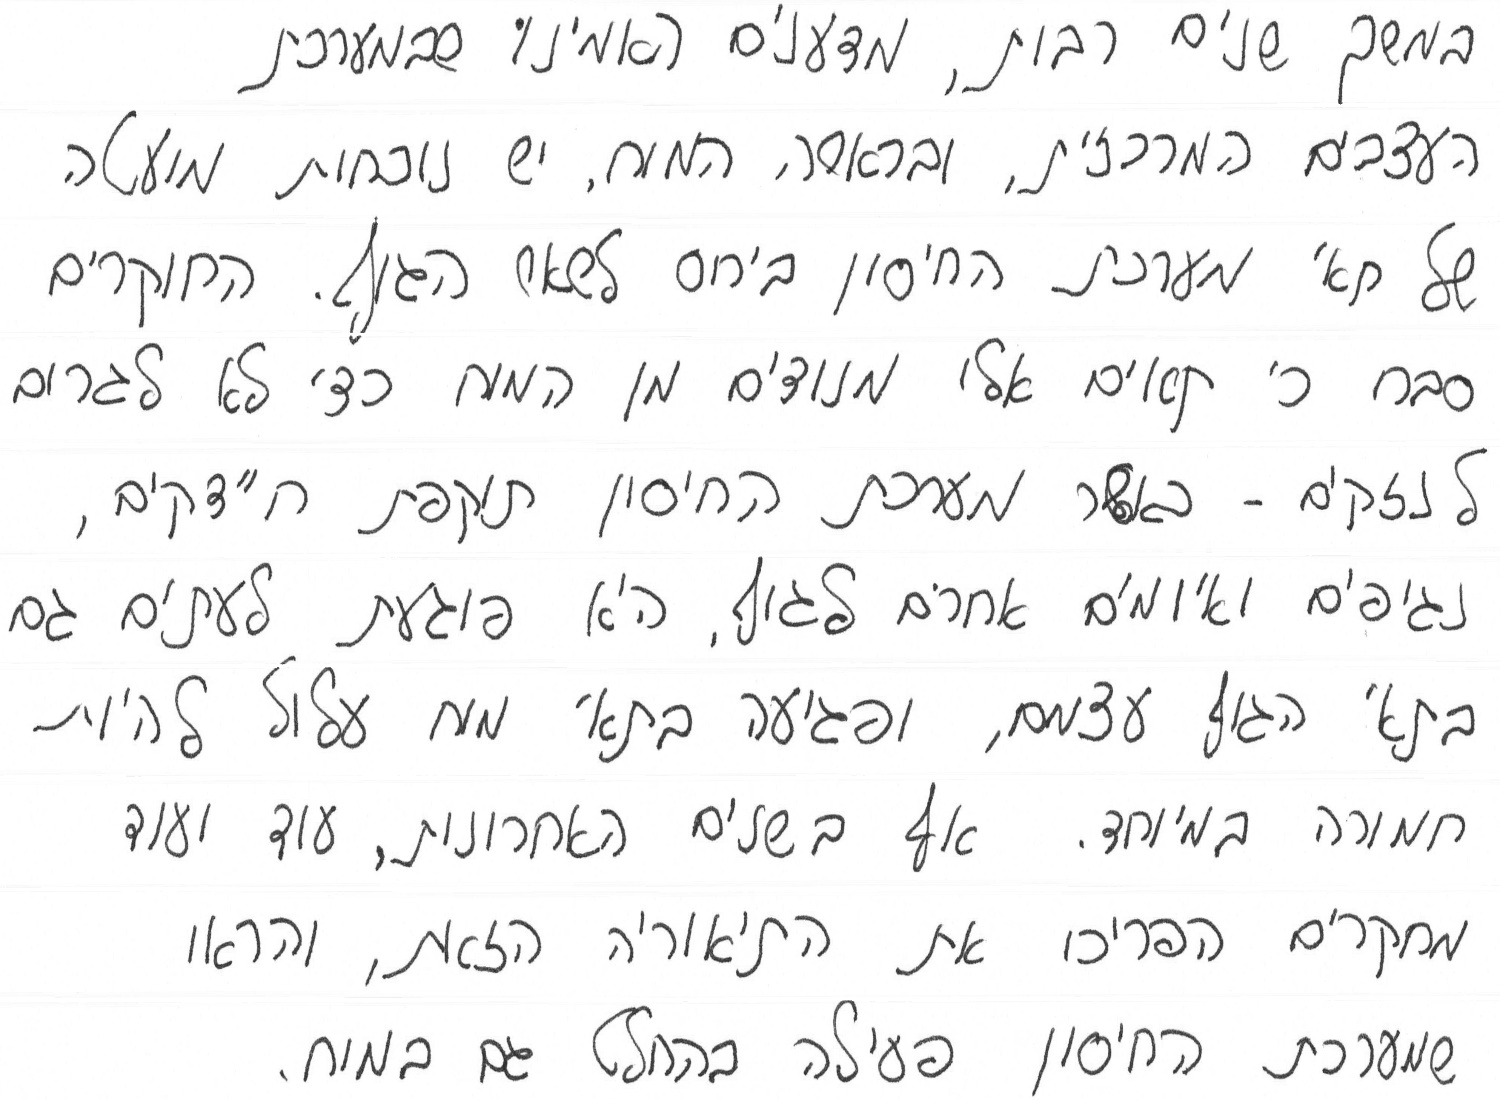 במשך שנים רבות, מדענים האמינו שבמערכת
העצבים המרכזית, ובראשה המוח, יש נוכחות מועטה
של תאי מערכת החיסון ביחס לשאר הגוף. החוקרים
סברו כי תאים אלו מנודים מן המוח כדי לא לגרום
לנזקים - כאשר מערכת החיסון תוקפת חיידקים,
נגיפים ואיומים אחרים לגוף, היא פוגעת לעתים גם
בתאי הגוף עצמם, ופגיעה בתאי מוח עלול להיות
חמורה במיוחד. אף בשנים האחרונות, עוד ועוד
מחקרים הפריכו את התיאוריה הזאת, והראו
שמערכת החיסון פעילה בהחלט גם במוח.